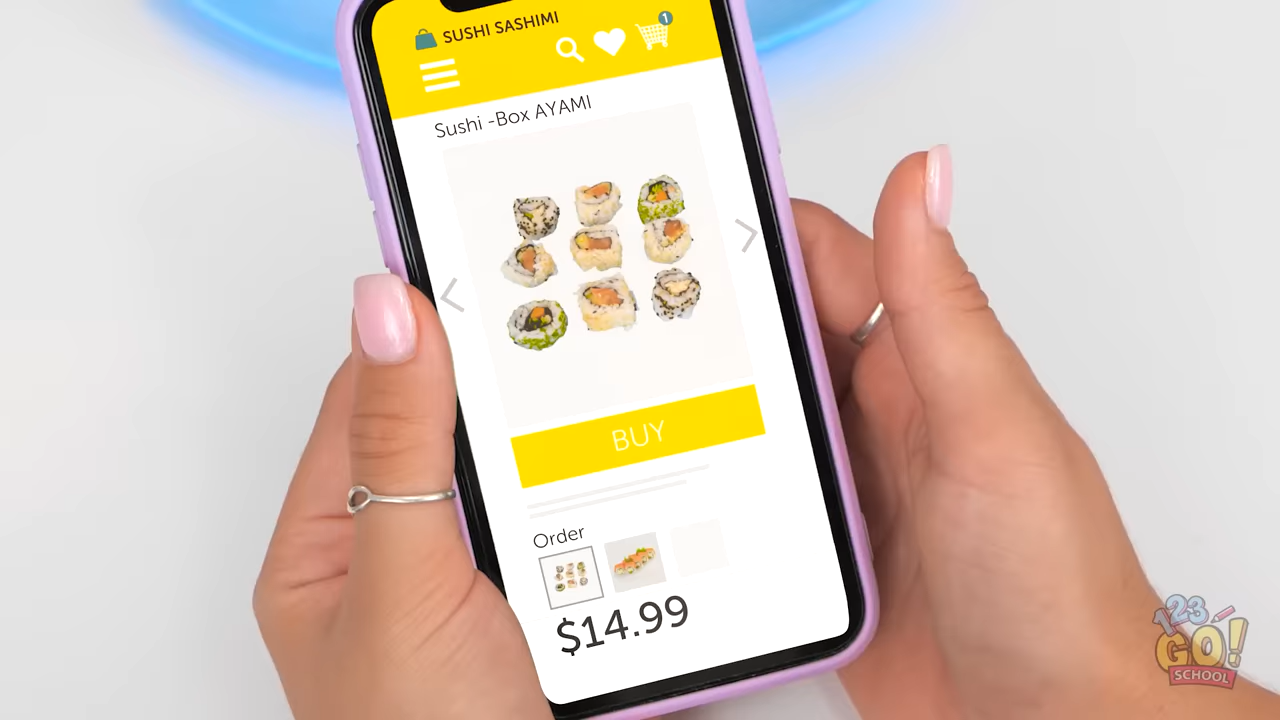 SUSHI SASHIMI
1
Sushi -Box AYAMI
BUY
Order
$14.99
123
GO!
SCHOOL